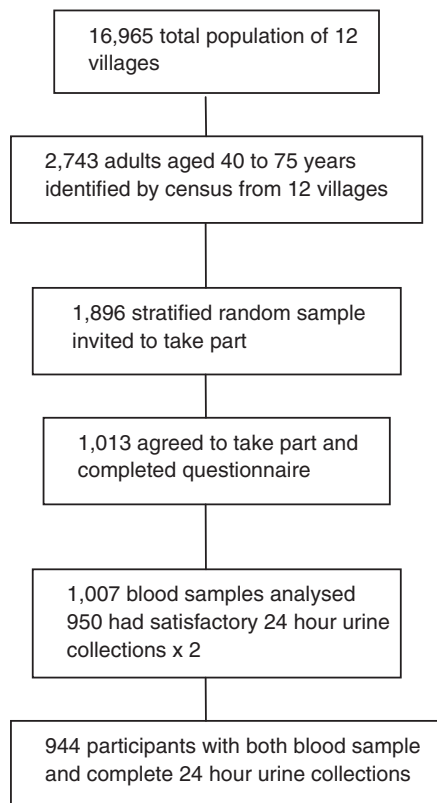 16,965 total population of 12
villages
2,743 adults aged 40 to 75 years
identified by census from 12 villages
1,896 stratified random sample
invited to take part
1,013 agreed to take part and
completed questionnaire
1,007 blood samples analysed
950 had satisfactory 24 hour urine
collections x 2
944 participants with both blood sample
and complete 24 hour urine collections